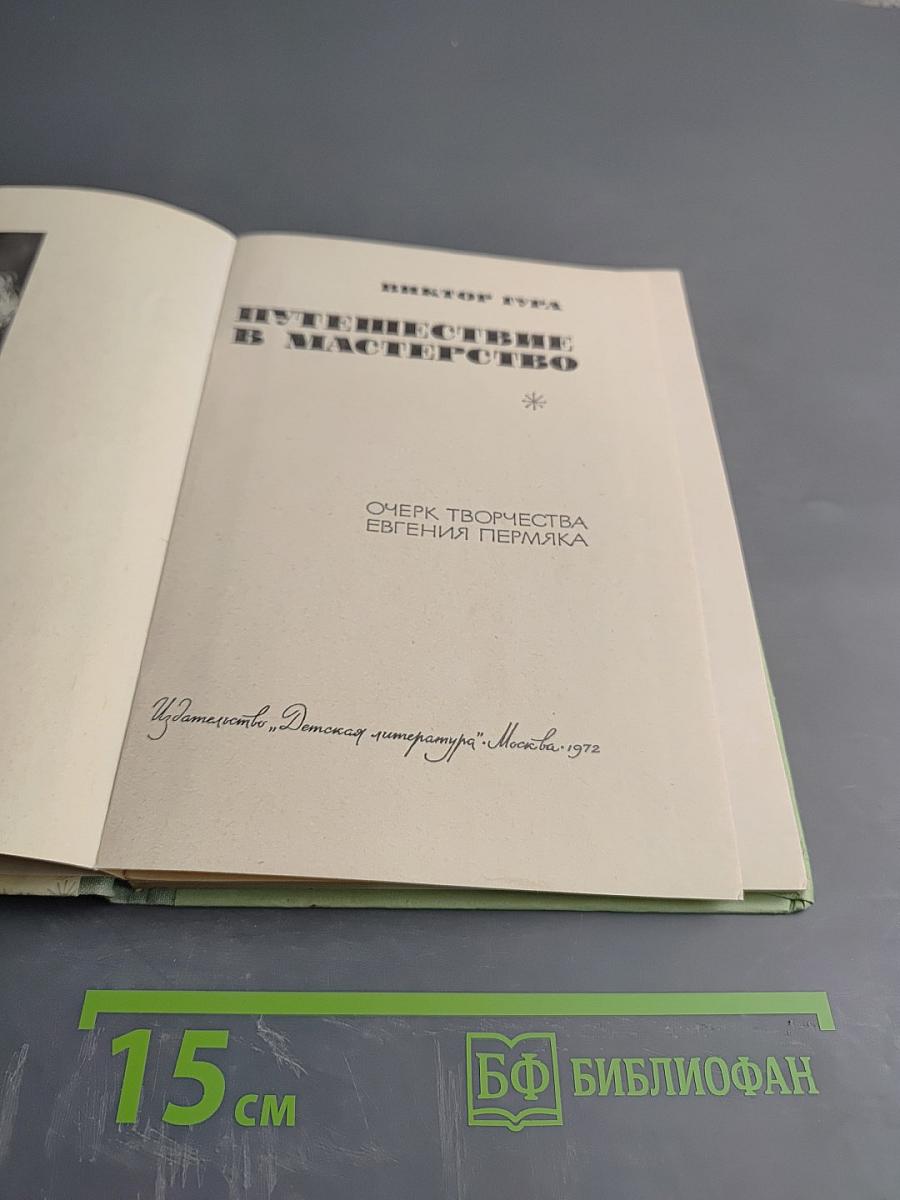 ВИКТОР ГУРА
ПУТЕШЕСТВИЕ
В МАСТЕРСТВО
ОЧЕРК ТВОРЧЕСТВА
ЕВГЕНИЯ ПЕРМЯКА
Издательство „Детская литература“ · Москва · 1972
15 см
БФ БИБЛИОФАН